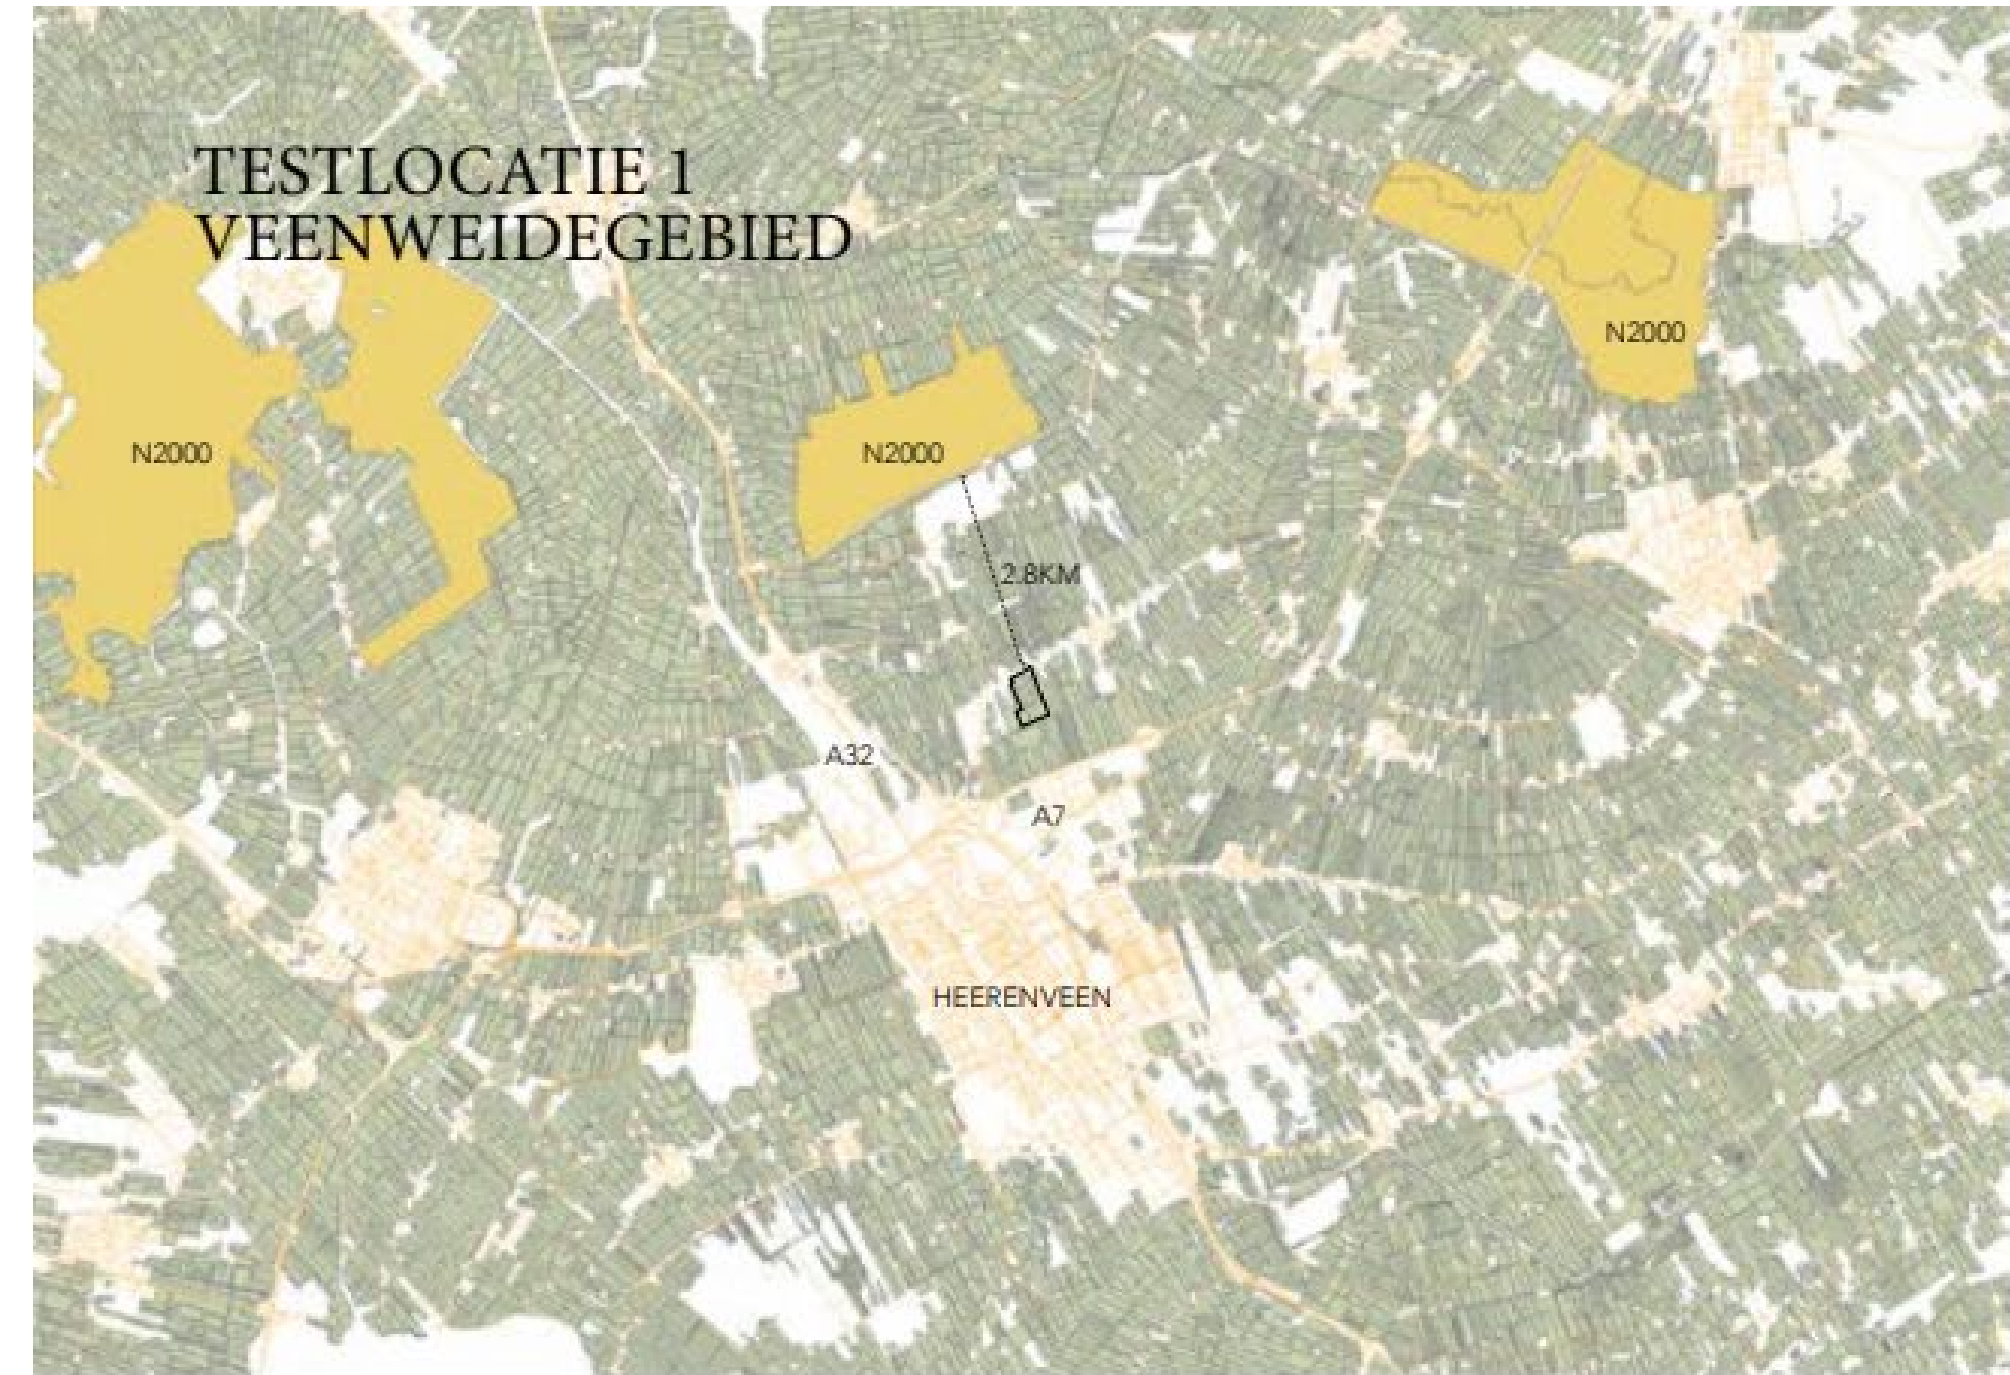 TESTLOCATIE 1
VEENWEIDEGEBIED
N2000
N2000
N2000
2.8KM
A32
A7
HEERENVEEN